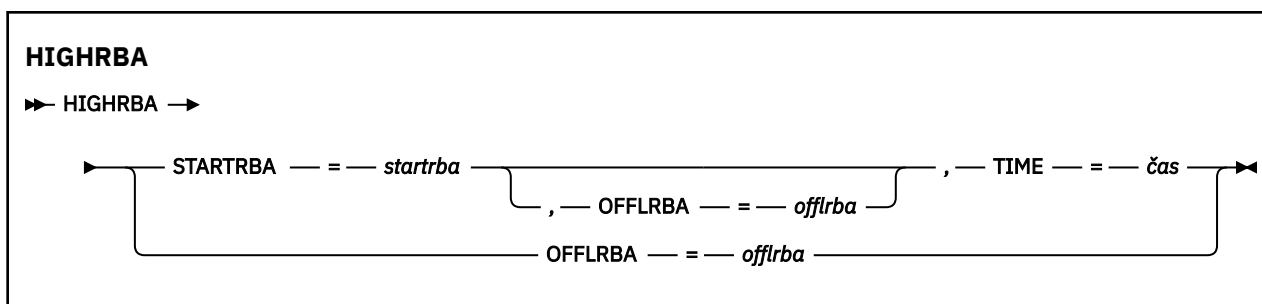 HIGHRBA
HIGHRBA
STARTRBA = startrba , TIME = čas
, OFFLRBA = offlrba
OFFLRBA = offlrba